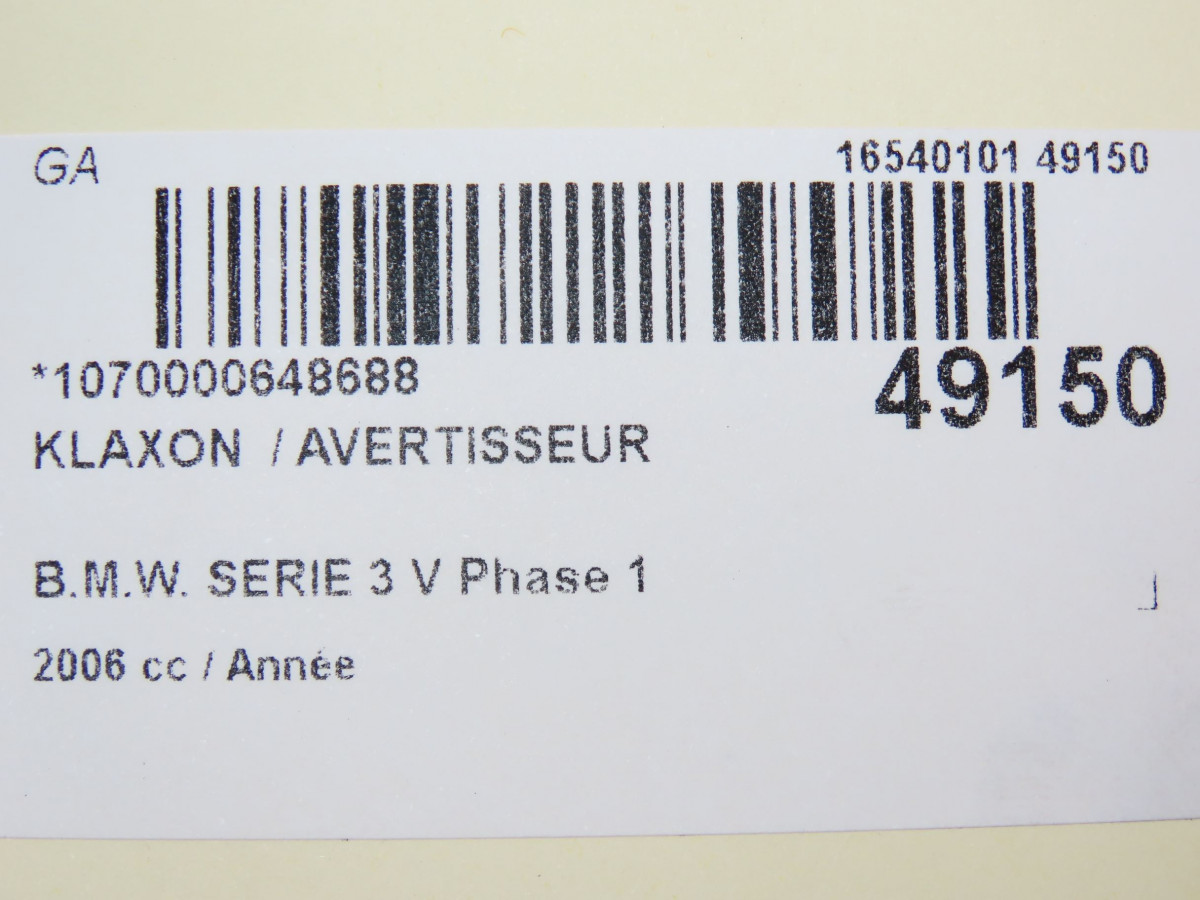 GA 16540101 49150
*1070000648688 49150
KLAXON / AVERTISSEUR
B.M.W. SERIE 3 V Phase 1
2006 cc / Année